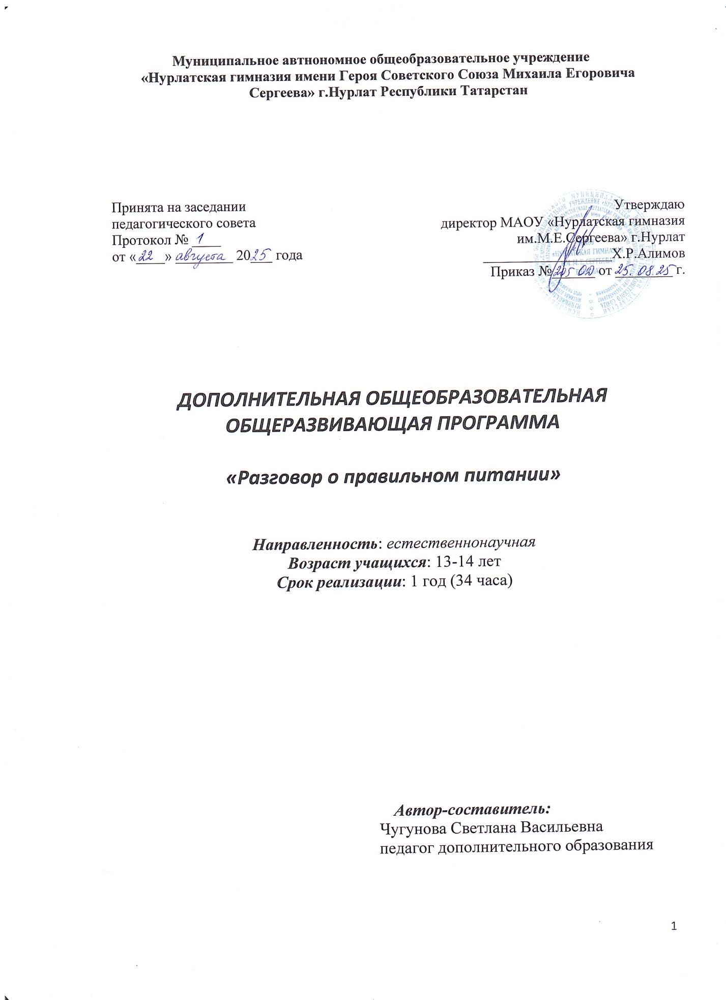 Муниципальное автнономное общеобразовательное учреждение
«Нурлатская гимназия имени Героя Советского Союза Михаила Егоровича
Сергеева» г.Нурлат Республики Татарстан
Принята на заседании
педагогического совета
Протокол № 1
от «22» августа 2025 года
Утверждаю
директор МАОУ «Нурлатская гимназия
им.М.Е.Сергеева» г.Нурлат
Х.Р.Алимов
Приказ № 205 ОД от 25.08.25 г.
ДОПОЛНИТЕЛЬНАЯ ОБЩЕОБРАЗОВАТЕЛЬНАЯ
ОБЩЕРАЗВИВАЮЩАЯ ПРОГРАММА
«Разговор о правильном питании»
Направленность: естественнонаучная
Возраст учащихся: 13-14 лет
Срок реализации: 1 год (34 часа)
Автор-составитель:
Чугунова Светлана Васильевна
педагог дополнительного образования
1